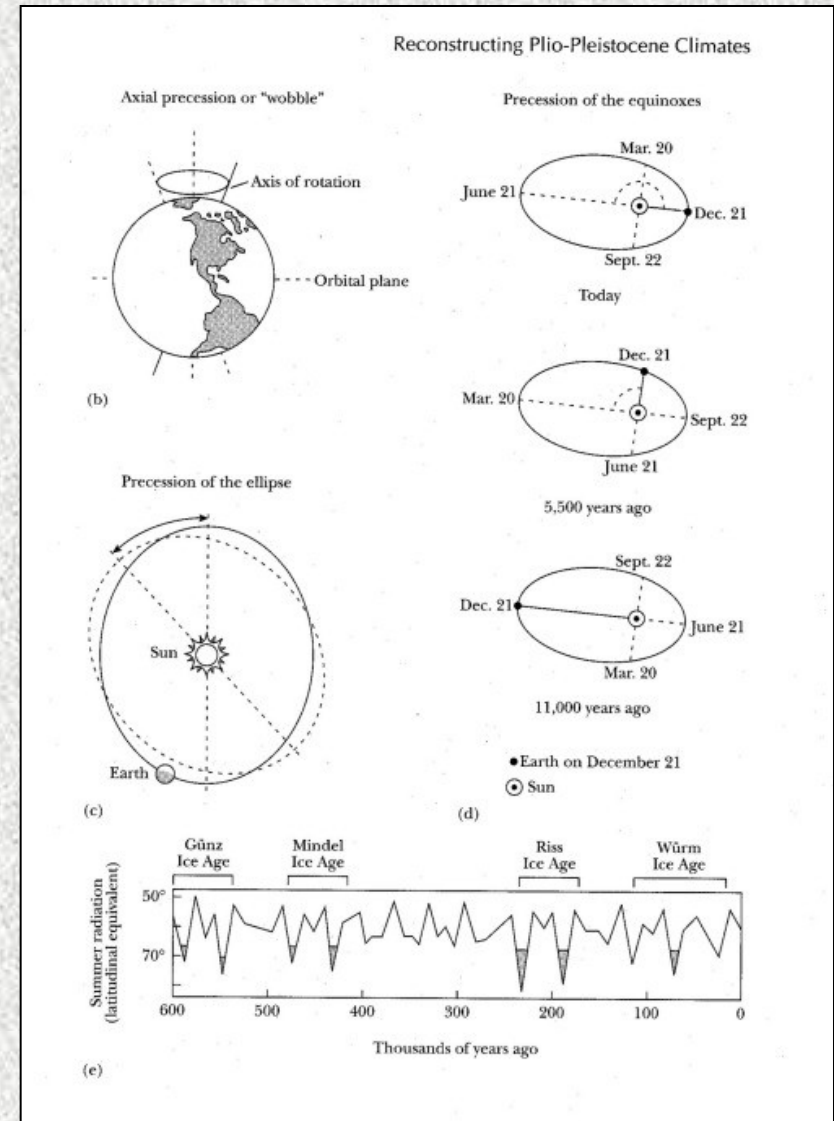 Reconstructing Plio-Pleistocene Climates
Axial precession or "wobble"
Axis of rotation
Orbital plane
(b)
Precession of the ellipse
Sun
Earth
(c)
Precession of the equinoxes
Mar. 20
June 21
Dec. 21
Sept. 22
Today
Dec. 21
Mar. 20
Sept. 22
June 21
5,500 years ago
Sept. 22
Dec. 21
June 21
Mar. 20
11,000 years ago
Earth on December 21
Sun
(d)
Günz
Ice Age
Mindel
Ice Age
Riss
Ice Age
Würm
Ice Age
Summer radiation
(latitudinal equivalent)
50°
70°
600
500
400
300
200
100
0
Thousands of years ago
(e)